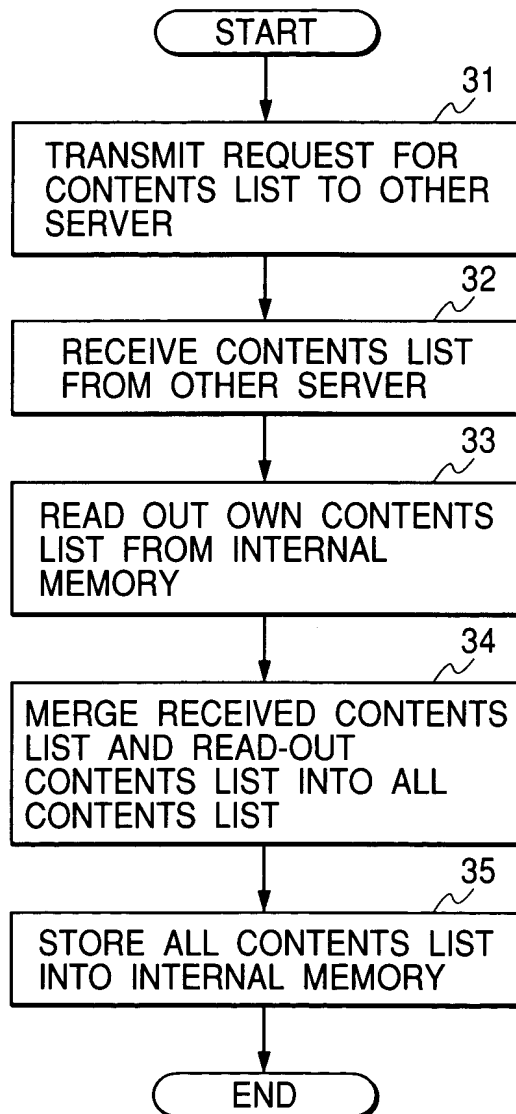 START
31
TRANSMIT REQUEST FOR
CONTENTS LIST TO OTHER
SERVER
32
RECEIVE CONTENTS LIST
FROM OTHER SERVER
33
READ OUT OWN CONTENTS
LIST FROM INTERNAL
MEMORY
34
MERGE RECEIVED CONTENTS
LIST AND READ-OUT
CONTENTS LIST INTO ALL
CONTENTS LIST
35
STORE ALL CONTENTS LIST
INTO INTERNAL MEMORY
END